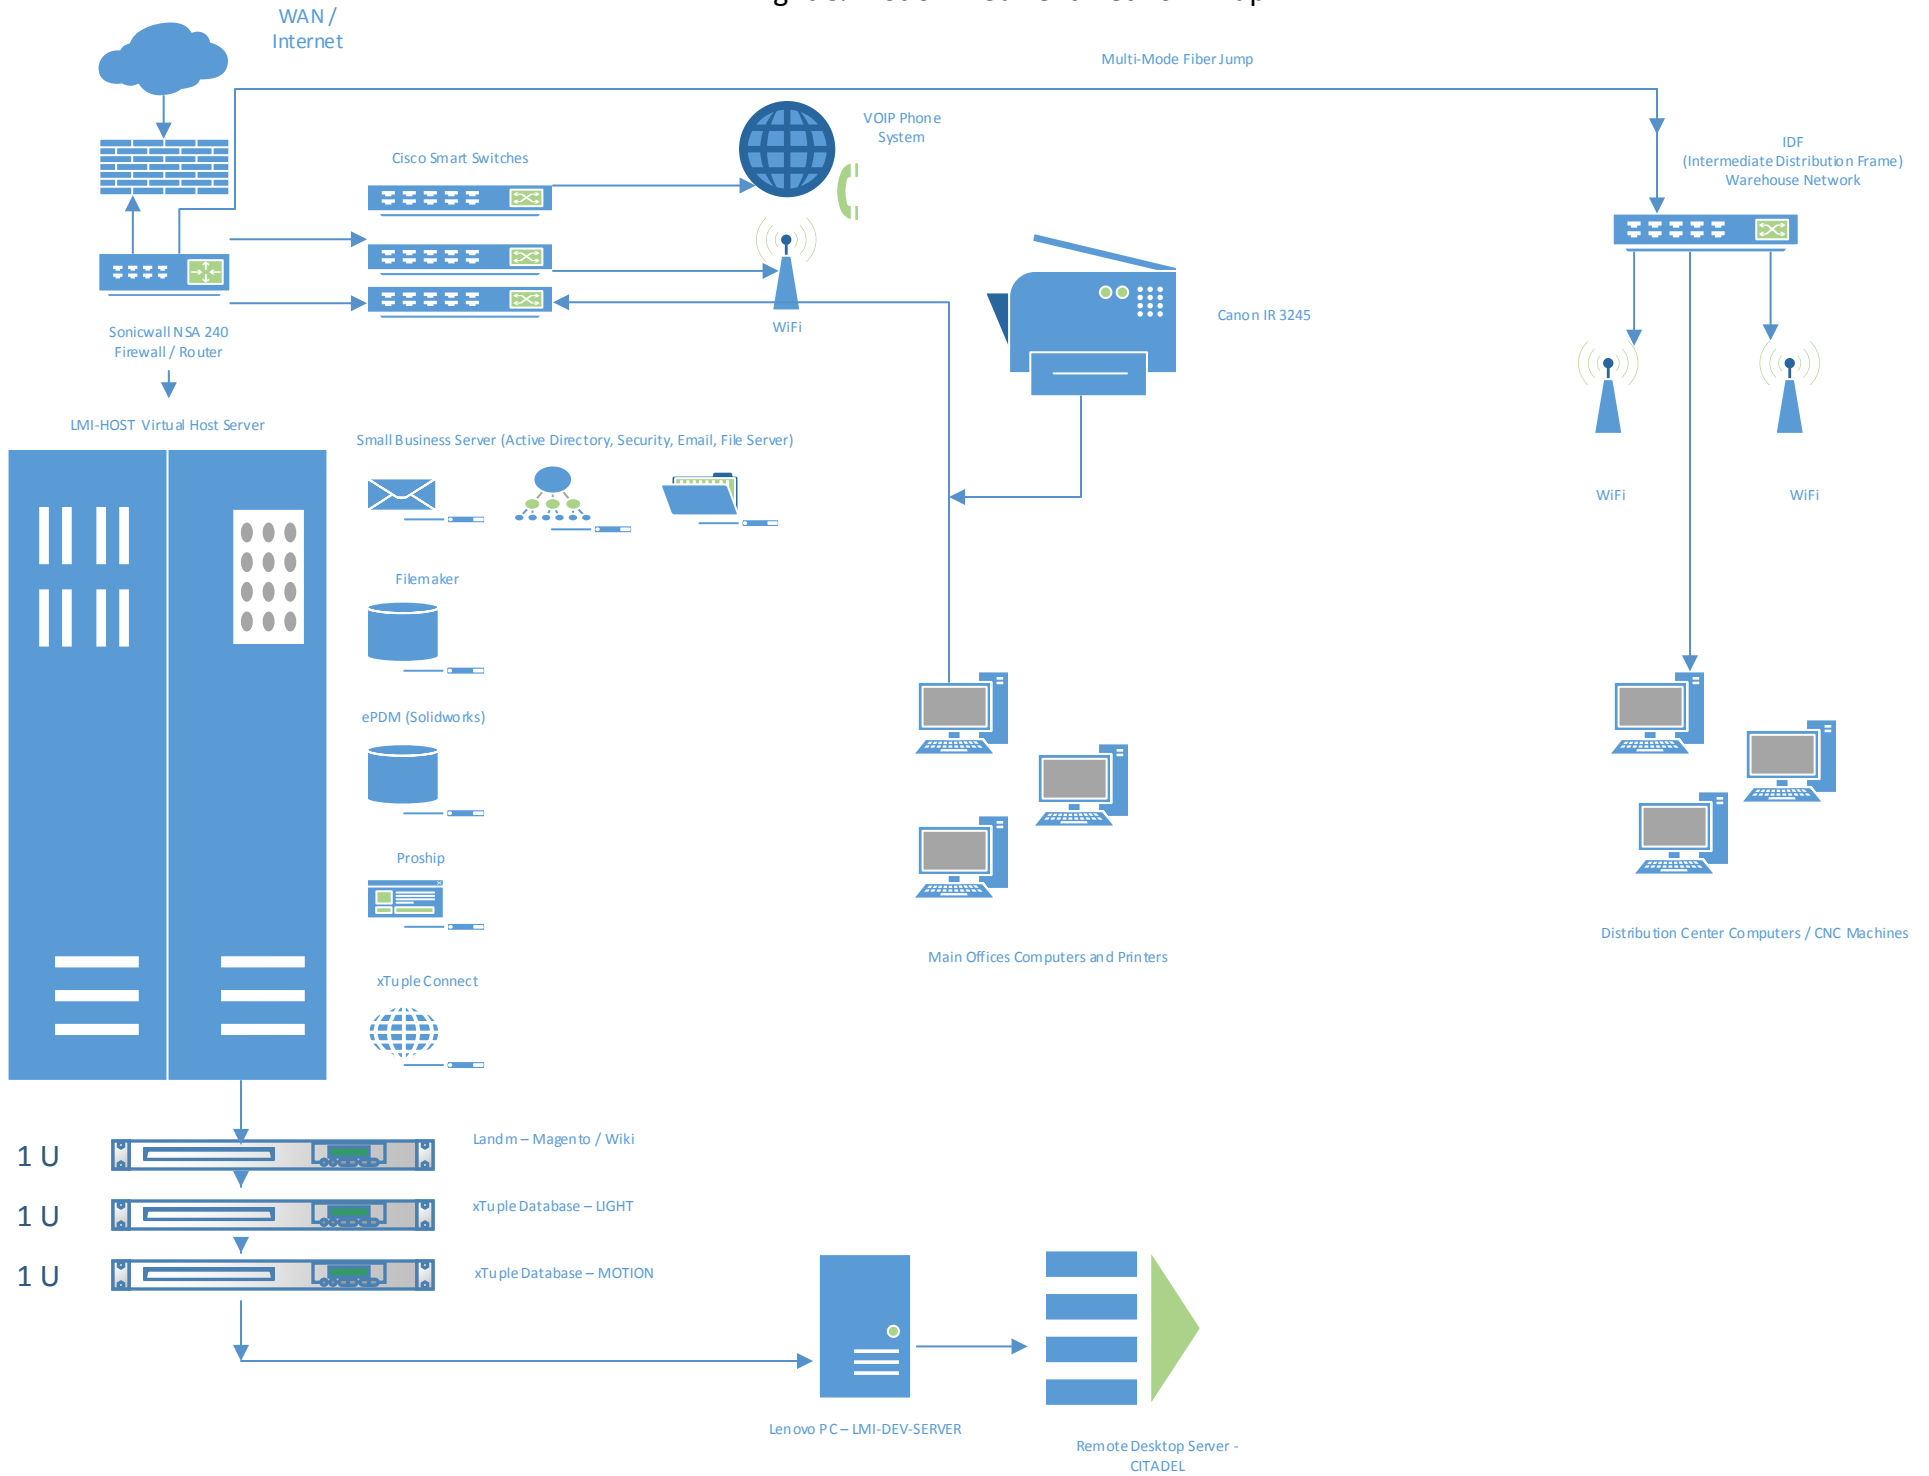 WAN /
Internet
Multi-Mode Fiber Jump
VOIP Phone
System
IDF
(Intermediate Distribution Frame)
Warehouse Network
Cisco Smart Switches
Sonicwall NSA 240
Firewall / Router
WiFi
Canon IR 3245
LMI-HOST Virtual Host Server
Small Business Server (Active Directory, Security, Email, File Server)
WiFi
WiFi
Filemaker
ePDM (Solidworks)
Proship
Main Offices Computers and Printers
Distribution Center Computers / CNC Machines
xTuple Connect
1 U
Landm – Magento / Wiki
1 U
xTuple Database – LIGHT
1 U
xTuple Database – MOTION
Lenovo PC – LMI-DEV-SERVER
Remote Desktop Server -
CITADEL